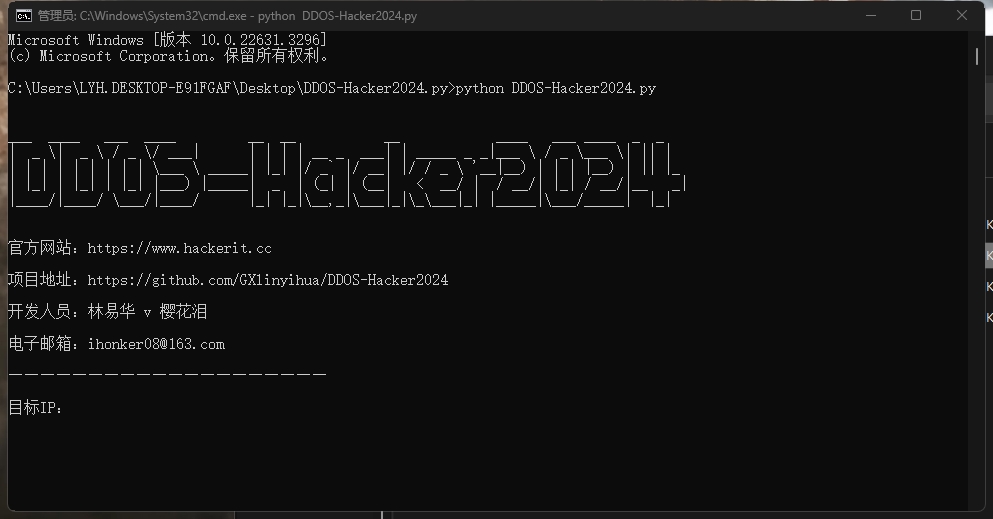 管理员: C:\Windows\System32\cmd.exe - python  DDOS-Hacker2024.py
Microsoft Windows [版本 10.0.22631.3296]
(c) Microsoft Corporation。保留所有权利。
C:\Users\LYH.DESKTOP-E91FGAF\Desktop\DDOS-Hacker2024.py>python DDOS-Hacker2024.py
DDOS-Hacker2024
官方网站：https://www.hackerit.cc
项目地址：https://github.com/GXlinyihua/DDOS-Hacker2024
开发人员：林易华 v 樱花泪
电子邮箱：ihonker08@163.com
————————————————————
目标IP：
K
K
K
K